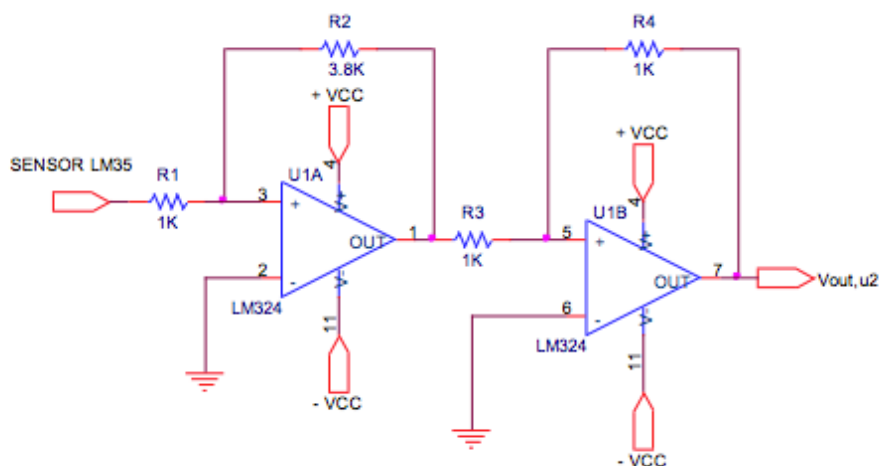 R2
3.8K
+ VCC
4
SENSOR LM35
R1
1K
U1A
3
+
V+
OUT
1
2
-
V-
LM324
11
- VCC
R3
1K
R4
1K
+ VCC
4
U1B
5
+
V+
OUT
7
Vout,u2
6
-
V-
LM324
11
- VCC